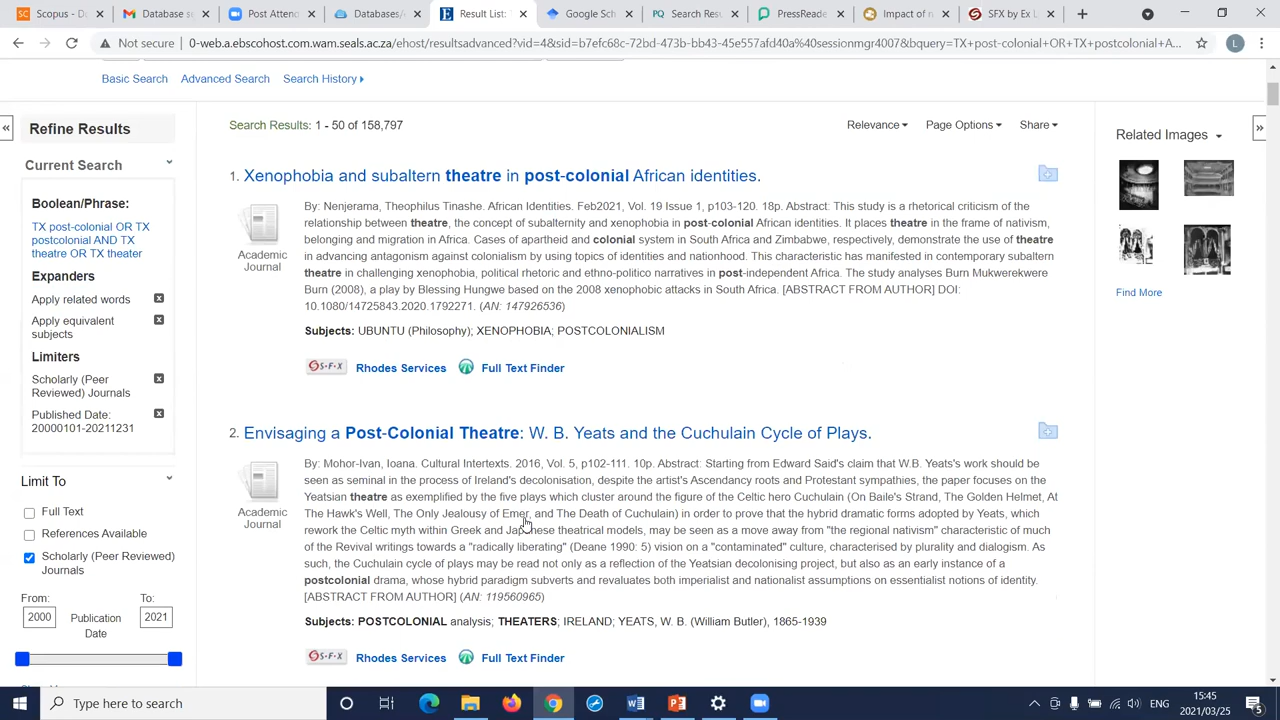 Scopus - Do
Database se
Post Attend
Databases/
Result List:
Google Sch
Search Resu
PressReade
Impact of n
SFX by Ex L
Not secure
0-web.a.ebscohost.com.wam.seals.ac.za/ehost/resultsadvanced?vid=4&sid=b7efc68c-72bd-473b-bb43-45e557afd40a%40sessionmgr4007&bquery=TX+post-colonial+OR+TX+postcolonial+A...
Basic Search Advanced Search Search History
Refine Results
Current Search
Boolean/Phrase:
TX post-colonial OR TX
postcolonial AND TX
theatre OR TX theater
Expanders
Apply related words
Apply equivalent
subjects
Limiters
Scholarly (Peer
Reviewed) Journals
Published Date:
20000101-20211231
Limit To
Full Text
References Available
Scholarly (Peer Reviewed)
Journals
From: To:
2000 Publication 2021
Date
Search Results: 1 - 50 of 158,797
Relevance Page Options Share
1. Xenophobia and subaltern theatre in post-colonial African identities.
Academic
Journal
By: Nenjerama, Theophilus Tinashe. African Identities. Feb2021, Vol. 19 Issue 1, p103-120. 18p. Abstract: This study is a rhetorical criticism of the
relationship between theatre, the concept of subalternity and xenophobia in post-colonial African identities. It places theatre in the frame of nativism,
belonging and migration in Africa. Cases of apartheid and colonial system in South Africa and Zimbabwe, respectively, demonstrate the use of theatre
in advancing antagonism against colonialism by using topics of identities and nationhood. This characteristic has manifested in contemporary subaltern
theatre in challenging xenophobia, political rhetoric and ethno-politico narratives in post-independent Africa. The study analyses Burn Mukwerekwere
Burn (2008), a play by Blessing Hungwe based on the 2008 xenophobic attacks in South Africa. [ABSTRACT FROM AUTHOR] DOI:
10.1080/14725843.2020.1792271. (AN: 147926536)
Subjects: UBUNTU (Philosophy); XENOPHOBIA; POSTCOLONIALISM
S·F·X Rhodes Services Full Text Finder
2. Envisaging a Post-Colonial Theatre: W. B. Yeats and the Cuchulain Cycle of Plays.
Academic
Journal
By: Mohor-Ivan, Ioana. Cultural Intertexts. 2016, Vol. 5, p102-111. 10p. Abstract: Starting from Edward Said's claim that W.B. Yeats's work should be
seen as seminal in the process of Ireland's decolonisation, despite the artist's Ascendancy roots and Protestant sympathies, the paper focuses on the
Yeatsian theatre as exemplified by the five plays which cluster around the figure of the Celtic hero Cuchulain (On Baile's Strand, The Golden Helmet, At
The Hawk's Well, The Only Jealousy of Emer, and The Death of Cuchulain) in order to prove that the hybrid dramatic forms adopted by Yeats, which
rework the Celtic myth within Greek and Japanese theatrical models, may be seen as a move away from "the regional nativism" characteristic of much
of the Revival writings towards a "radically liberating" (Deane 1990: 5) vision on a "contaminated" culture, characterised by plurality and dialogism. As
such, the Cuchulain cycle of plays may be read not only as a reflection of the Yeatsian decolonising project, but also as an early instance of a
postcolonial drama, whose hybrid paradigm subverts and revaluates both imperialist and nationalist assumptions on essentialist notions of identity.
[ABSTRACT FROM AUTHOR] (AN: 119560965)
Subjects: POSTCOLONIAL analysis; THEATERS; IRELAND; YEATS, W. B. (William Butler), 1865-1939
S·F·X Rhodes Services Full Text Finder
Related Images
Find More
Type here to search
ENG
15:45
2021/03/25
5